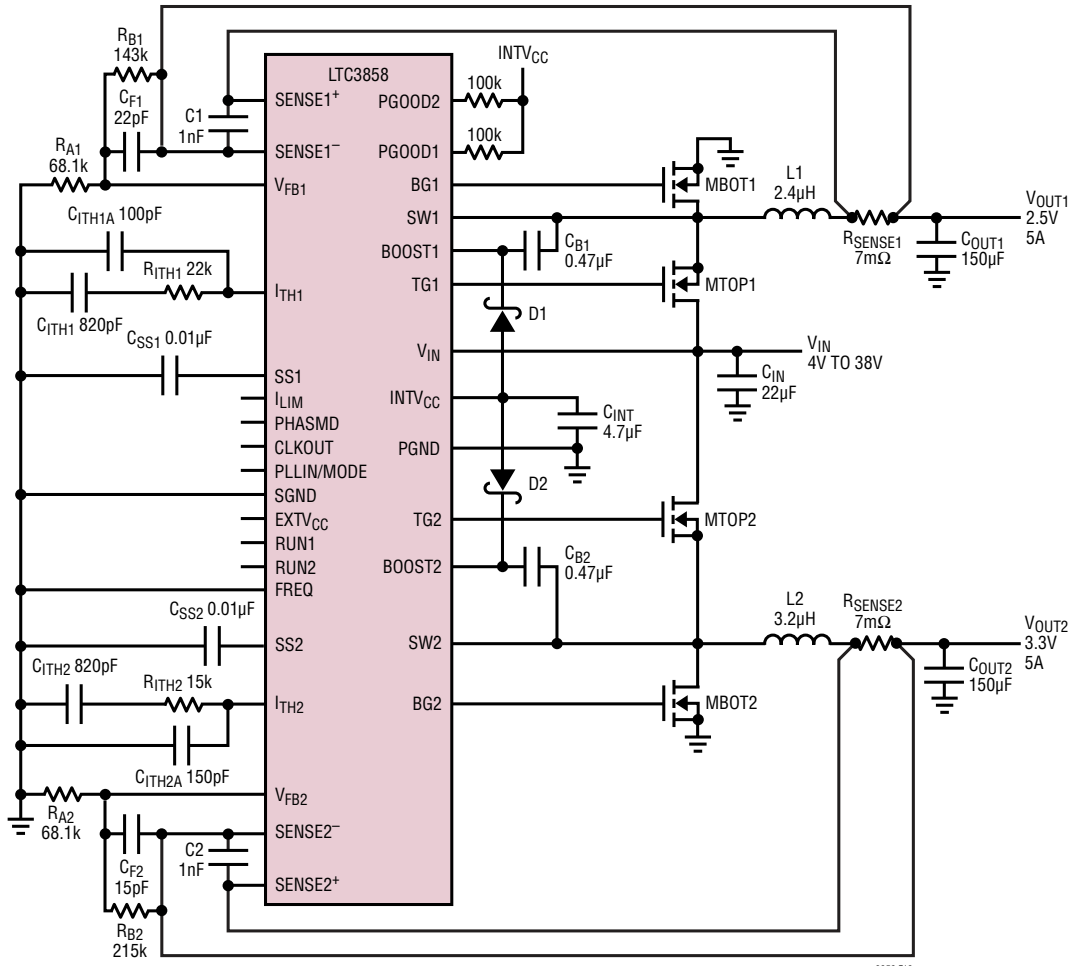 RB1
143k
CF1
22pF
RA1
68.1k
C1
1nF
LTC3858
SENSE1+
SENSE1–
VFB1
INTVCC
100k
PGOOD2
100k
PGOOD1
BG1
SW1
BOOST1
TG1
MBOT1
L1
2.4µH
RSENSE1
7mΩ
VOUT1
2.5V
5A
COUT1
150µF
CB1
0.47µF
MTOP1
D1
CITH1A 100pF
RITH1 22k
ITH1
CITH1 820pF
CSS1 0.01µF
SS1
ILIM
PHASMD
CLKOUT
PLLIN/MODE
SGND
EXTVCC
RUN1
RUN2
FREQ
VIN
INTVCC
PGND
VIN
4V TO 38V
CIN
22µF
CINT
4.7µF
D2
TG2
MTOP2
BOOST2
CB2
0.47µF
CSS2 0.01µF
SS2
SW2
L2
3.2µH
RSENSE2
7mΩ
VOUT2
3.3V
5A
COUT2
150µF
CITH2 820pF
RITH2 15k
ITH2
BG2
MBOT2
CITH2A 150pF
RA2
68.1k
VFB2
SENSE2–
CF2
15pF
C2
1nF
SENSE2+
RB2
215k